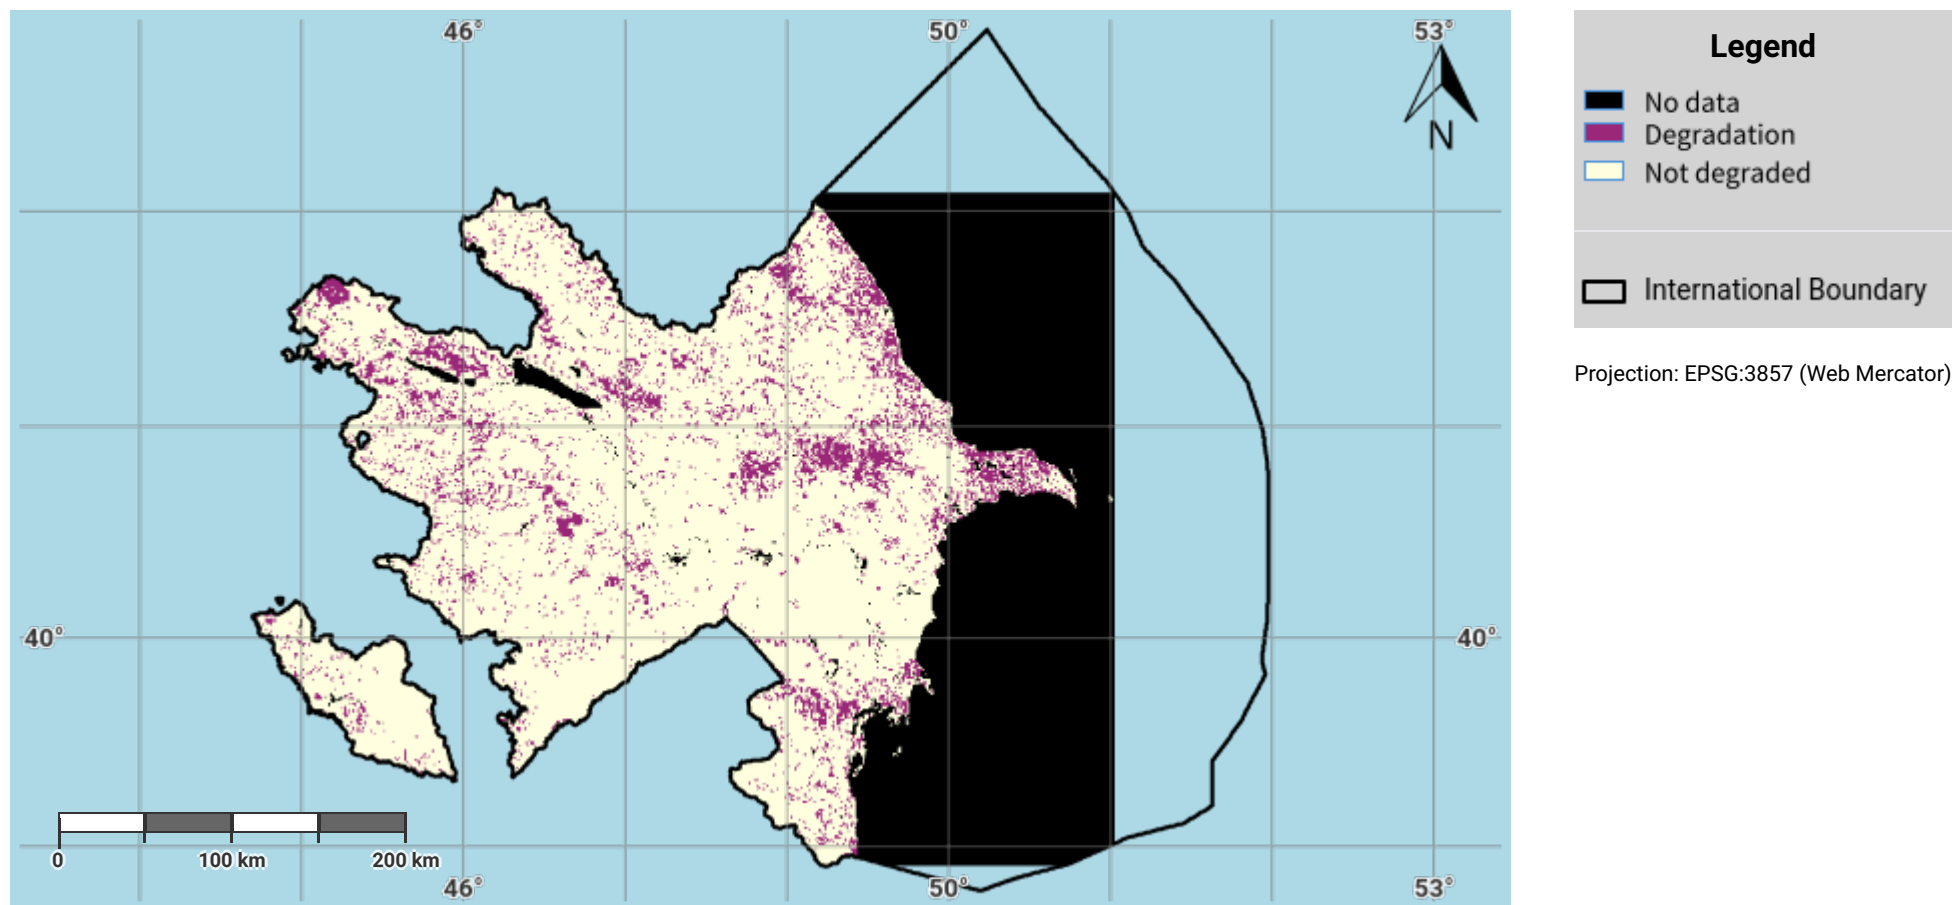 46° 50° 53°
N
40° 40°
0 100 km 200 km
46° 50° 53°
Legend
No data
Degradation
Not degraded
International Boundary
Projection: EPSG:3857 (Web Mercator)